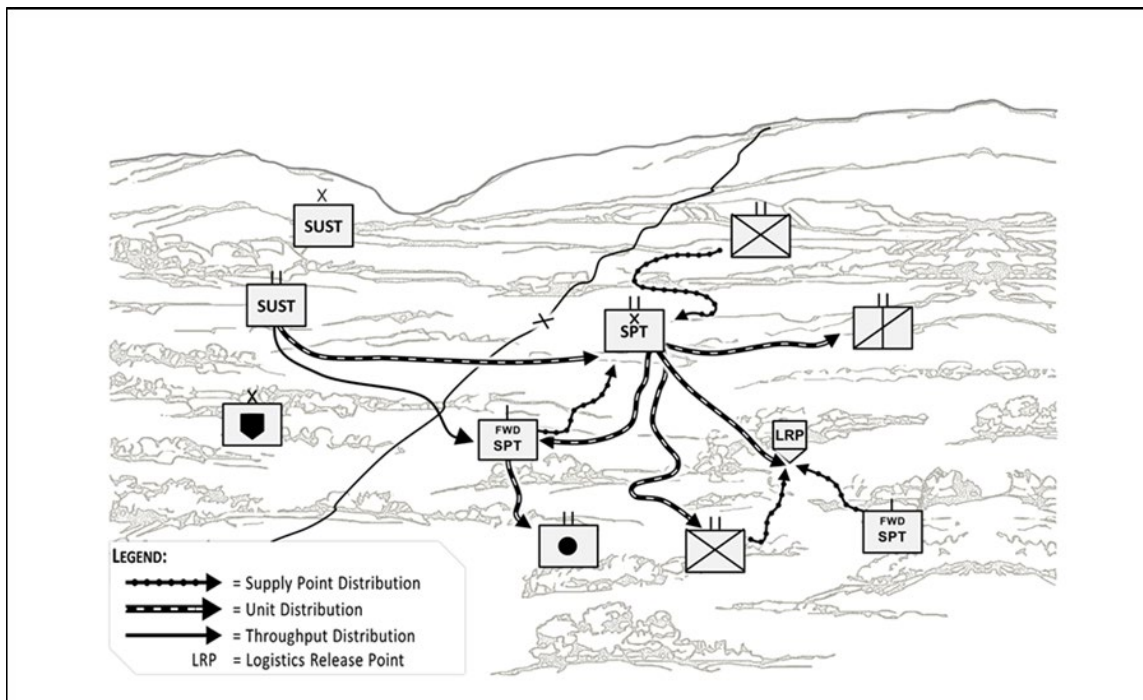 X
SUST
SUST
X
SPT
X
X
FWD
SPT
LRP
FWD
SPT
LEGEND:
= Supply Point Distribution
= Unit Distribution
= Throughput Distribution
LRP = Logistics Release Point